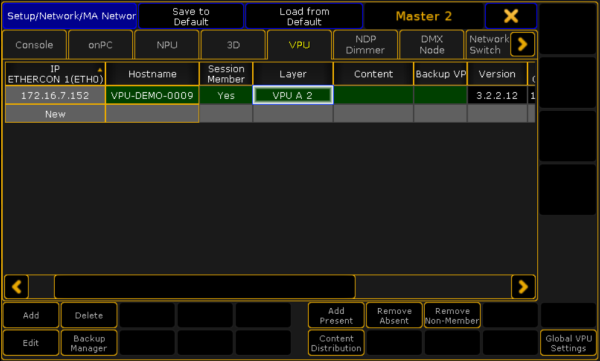 Setup/Network/MA Networ
Save to
Default
Load from
Default
Master 2
Console
onPC
NPU
3D
VPU
NDP
Dimmer
DMX
Node
Network
Switch
IP
ETHERCON 1(ETH0)
Hostname
Session
Member
Layer
Content
Backup VP
Version
(
172.16.7.152
VPU-DEMO-0009
Yes
VPU A 2
3.2.2.12
1
New
Add
Delete
Add
Present
Remove
Absent
Remove
Non-Member
Edit
Backup
Manager
Content
Distribution
Global VPU
Settings